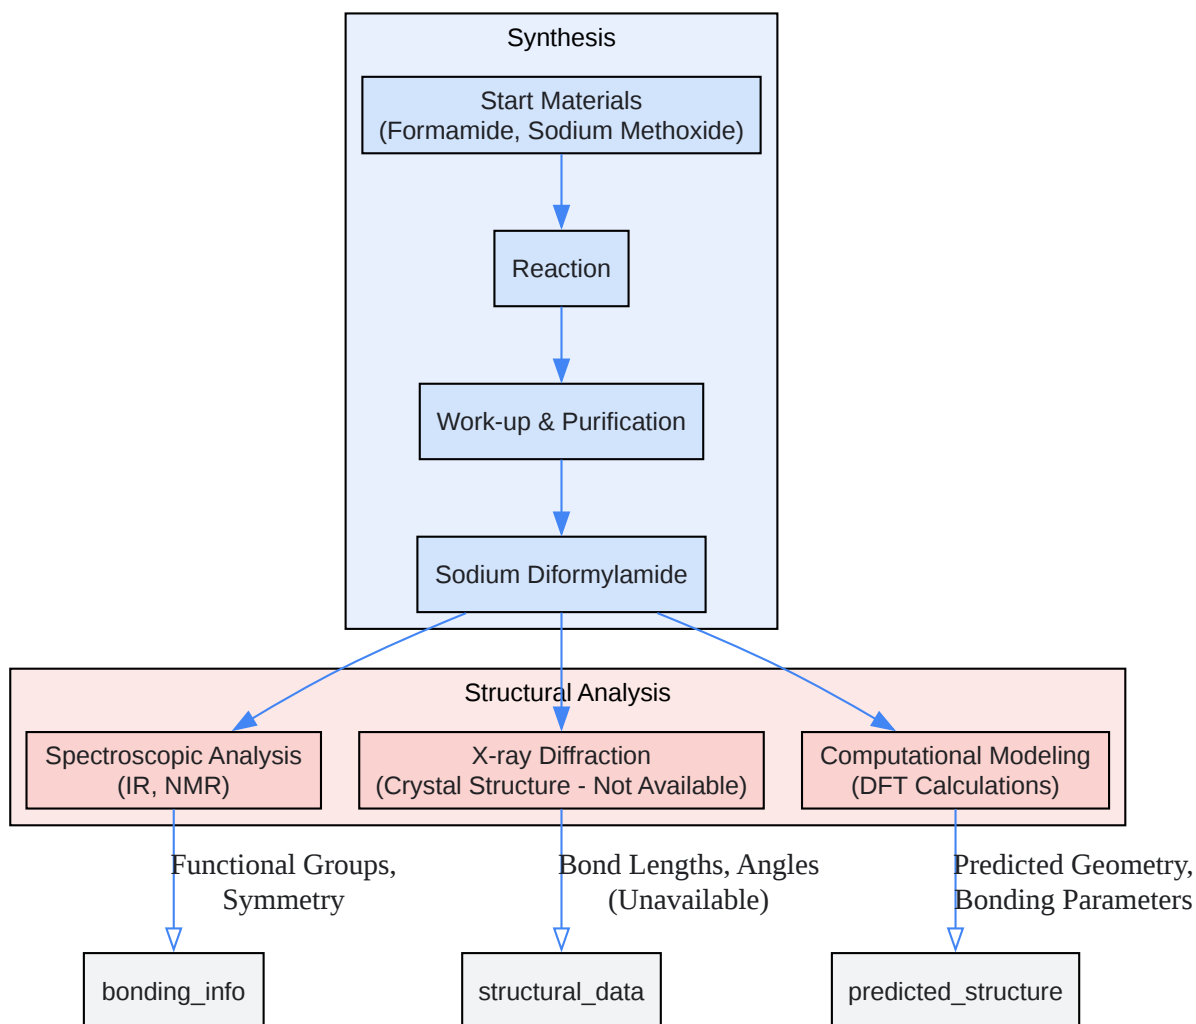 Synthesis
Start Materials
(Formamide, Sodium Methoxide)
Reaction
Work-up & Purification
Sodium Diformylamide
Structural Analysis
Spectroscopic Analysis
(IR, NMR)
X-ray Diffraction
(Crystal Structure - Not Available)
Computational Modeling
(DFT Calculations)
Functional Groups,
Symmetry
Bond Lengths, Angles
(Unavailable)
Predicted Geometry,
Bonding Parameters
bonding_info
structural_data
predicted_structure